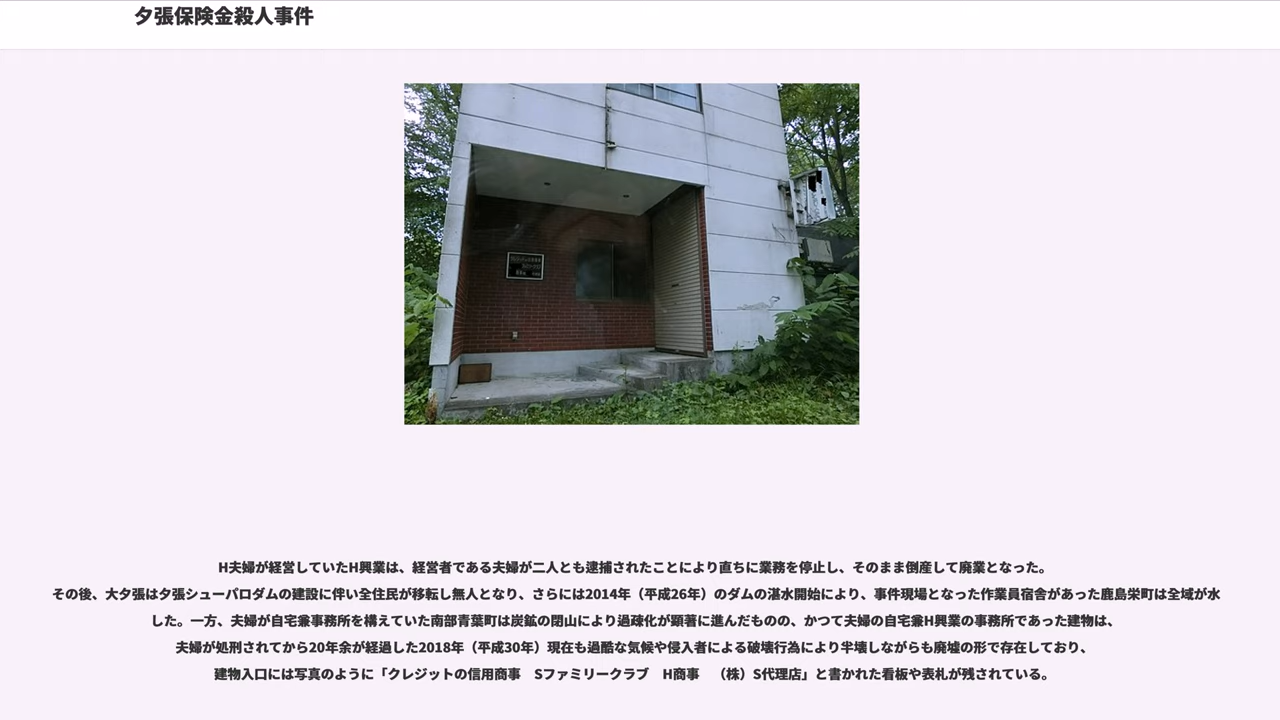 夕張保険金殺人事件
H夫婦が経営していたH興業は、経営者である夫婦が二人とも逮捕されたことにより直ちに業務を停止し、そのまま倒産して廃業となった。
その後、大夕張は夕張シューパロダムの建設に伴い全住民が移転し無人となり、さらには2014年（平成26年）のダムの湛水開始により、事件現場となった作業員宿舎があった鹿島栄町は全域が水
した。一方、夫婦が自宅兼事務所を構えていた南部青葉町は炭鉱の閉山により過疎化が顕著に進んだものの、かつて夫婦の自宅兼H興業の事務所であった建物は、
夫婦が処刑されてから20年余が経過した2018年（平成30年）現在も過酷な気候や侵入者による破壊行為により半壊しながらも廃墟の形で存在しており、
建物入口には写真のように「クレジットの信用商事　Sファミリークラブ　H商事　（株）S代理店」と書かれた看板や表札が残されている。